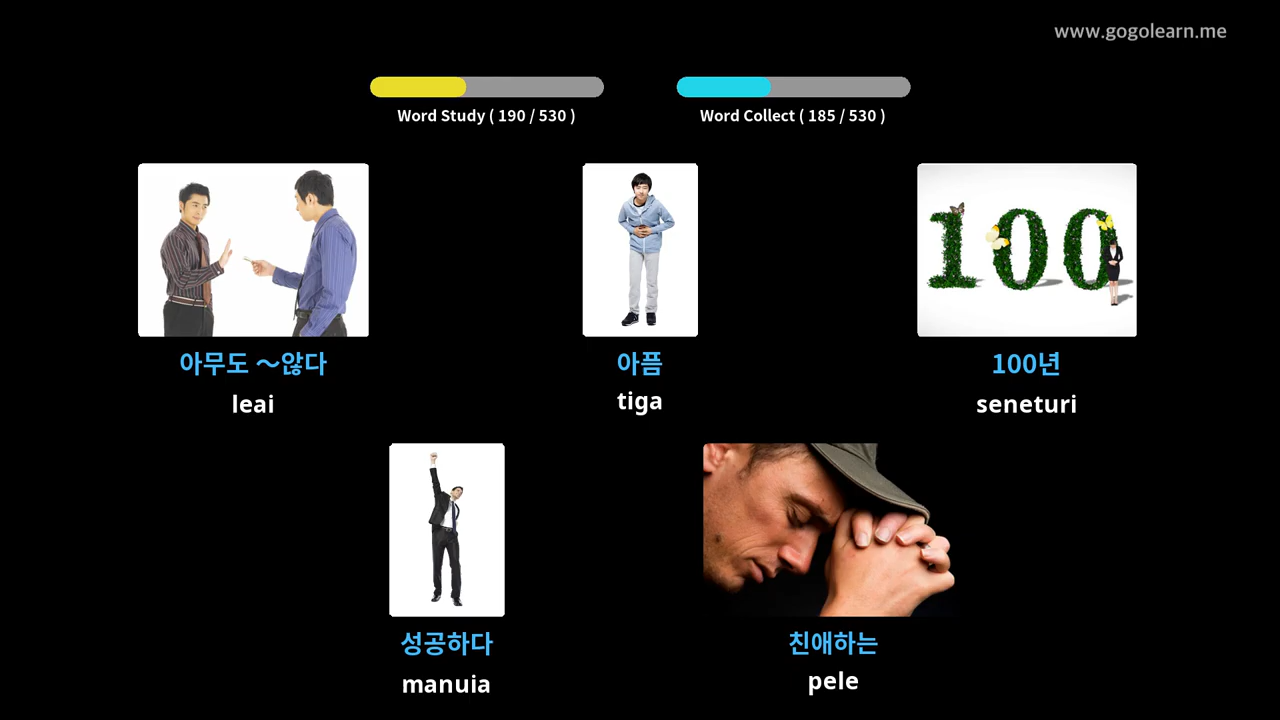 www.gogolearn.me
Word Study ( 190 / 530 )
Word Collect ( 185 / 530 )
아무도 ～않다
leai
아픔
tiga
100
100년
seneturi
성공하다
manuia
친애하는
pele